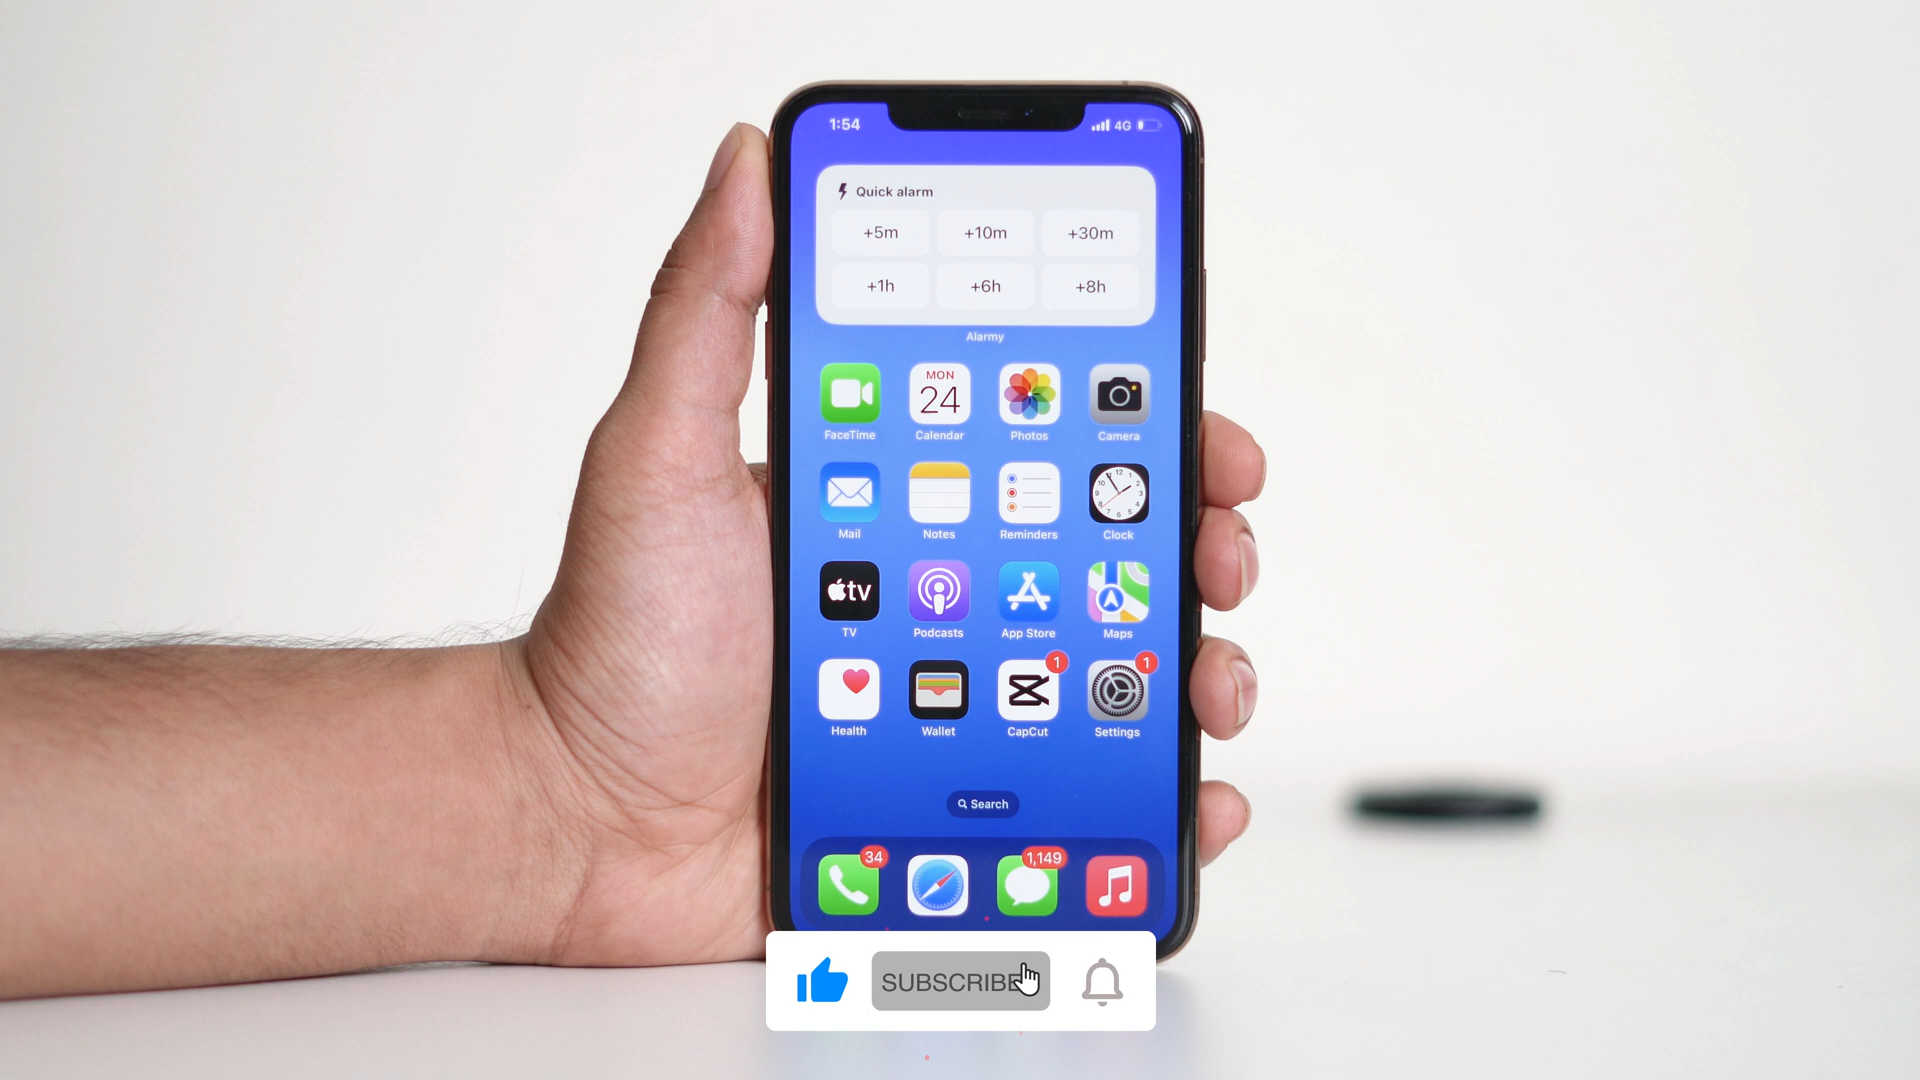 1:54 4G
Quick alarm
+5m +10m +30m
+1h +6h +8h
Alarmy
MON
24
FaceTime Calendar Photos Camera
Mail Notes Reminders Clock
tv
TV Podcasts App Store Maps
1 1
Health Wallet CapCut Settings
Search
34 1,149
SUBSCRIBE